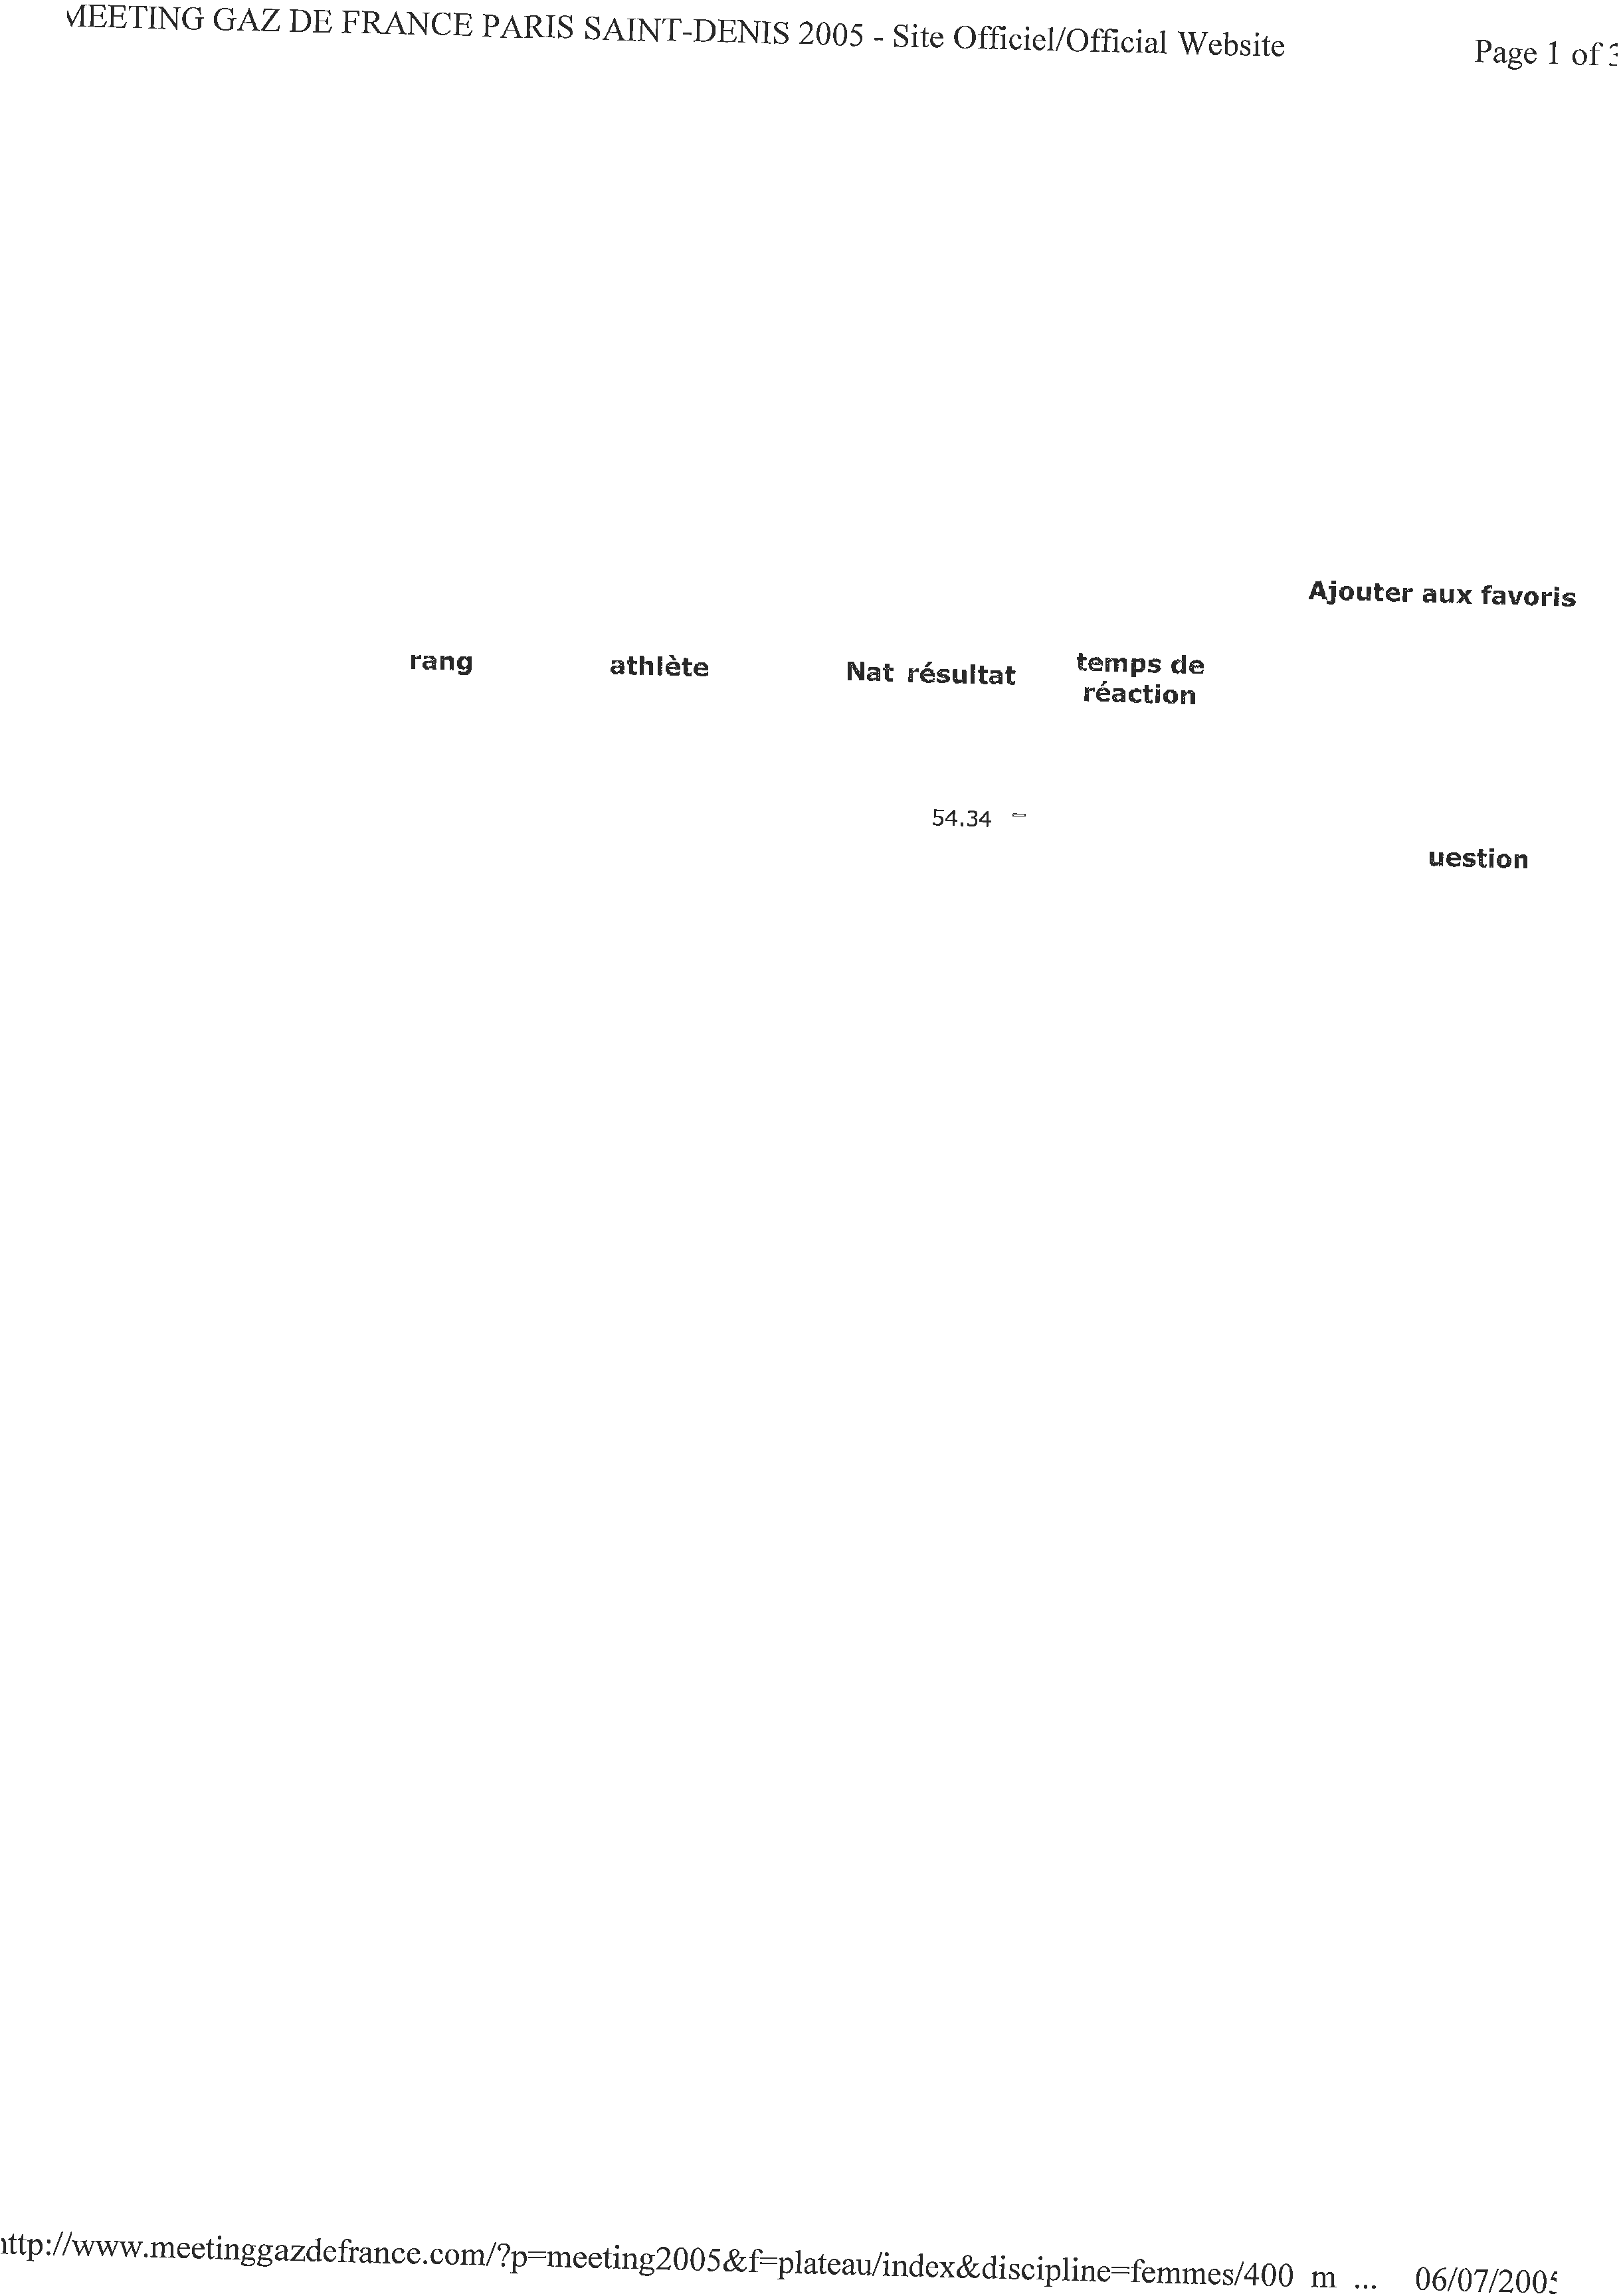 MEETING GAZ DE FRANCE PARIS SAINT-DENIS 2005 - Site Officiel/Official Website Page 1 of 3
Ajouter aux favoris
rang athlète Nat résultat temps de
réaction
54.34 =
uestion
http://www.meetinggazdefrance.com/?p=meeting2005&f=plateau/index&discipline=femmes/400 m ... 06/07/2005